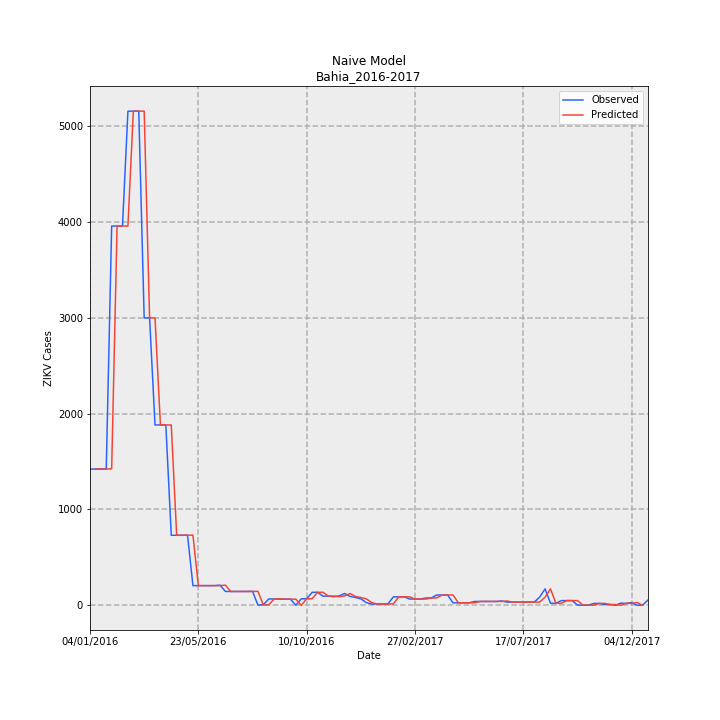 Naive Model
Bahia_2016-2017
Observed
Predicted
5000
4000
3000
2000
1000
0
ZIKV Cases
04/01/2016 23/05/2016 10/10/2016 27/02/2017 17/07/2017 04/12/2017
Date